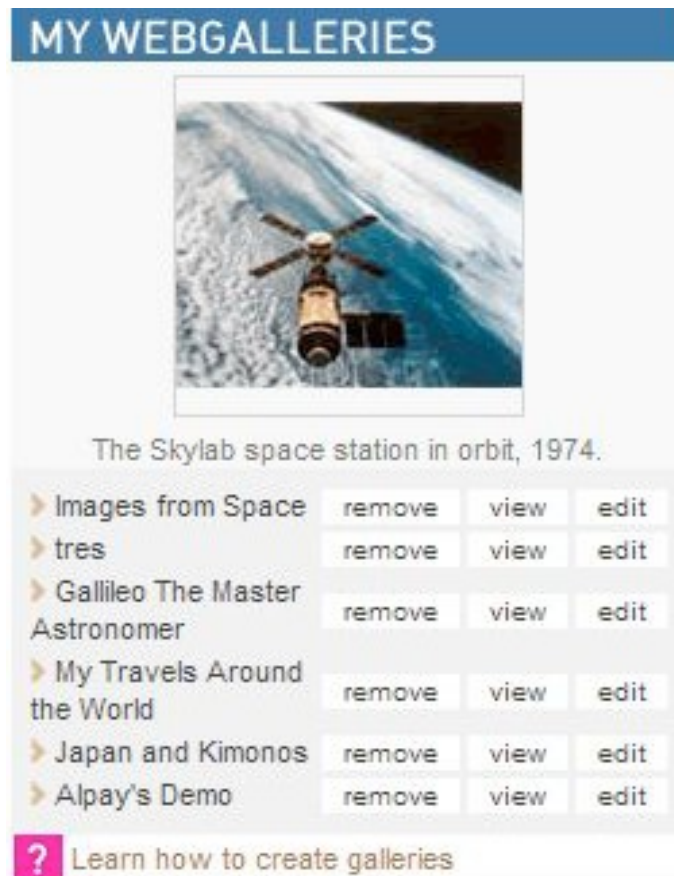 MY WEBGALLERIES
The Skylab space station in orbit, 1974.
Images from Space remove view edit
tres remove view edit
Gallileo The Master
Astronomer remove view edit
My Travels Around
the World remove view edit
Japan and Kimonos remove view edit
Alpay's Demo remove view edit
? Learn how to create galleries